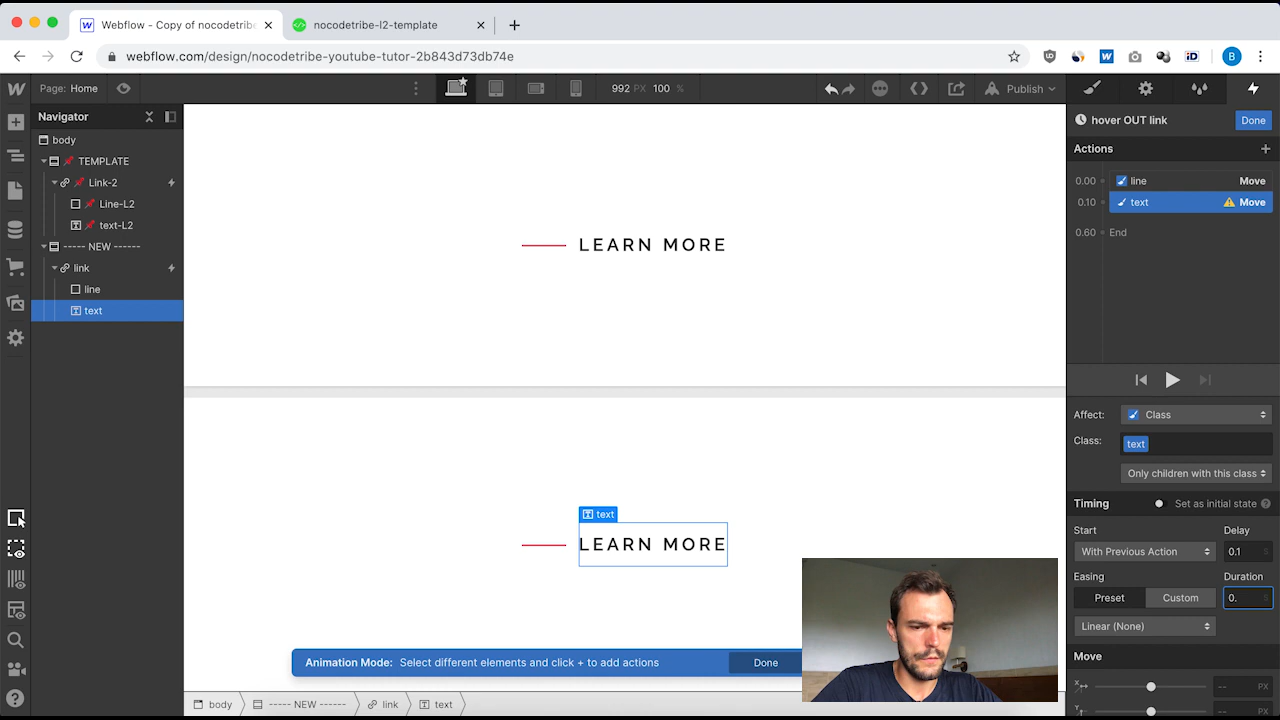 Webflow - Copy of nocodetribe
nocodetribe-l2-template
webflow.com/design/nocodetribe-youtube-tutor-2b843d73db74e
B
Page: Home
992 PX 100 %
Publish
Navigator
body
TEMPLATE
Link-2
Line-L2
text-L2
----- NEW ------
link
line
text
LEARN MORE
text
LEARN MORE
Animation Mode: Select different elements and click + to add actions
Done
body
----- NEW ------
link
text
hover OUT link
Done
Actions
0.00 line Move
0.10 text Move
0.60 End
Affect: Class
Class: text
Only children with this class
Timing Set as initial state ?
Start Delay
With Previous Action 0.1 S
Easing Duration
Preset Custom 0. S
Linear (None)
Move
X -- PX
Y -- PX